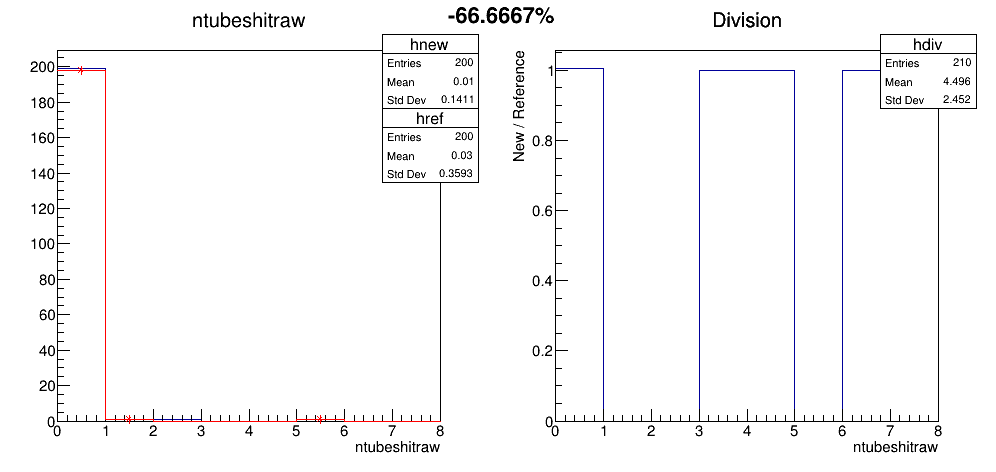 -66.6667%
ntubeshitraw
hnew
Entries 200
Mean 0.01
Std Dev 0.1411
href
Entries 200
Mean 0.03
Std Dev 0.3593
200
180
160
140
120
100
80
60
40
20
0
0 1 2 3 4 5 6 7 8
ntubeshitraw
Division
hdiv
Entries 210
Mean 4.496
Std Dev 2.452
New / Reference
1
0.8
0.6
0.4
0.2
0
0 1 2 3 4 5 6 7 8
ntubeshitraw